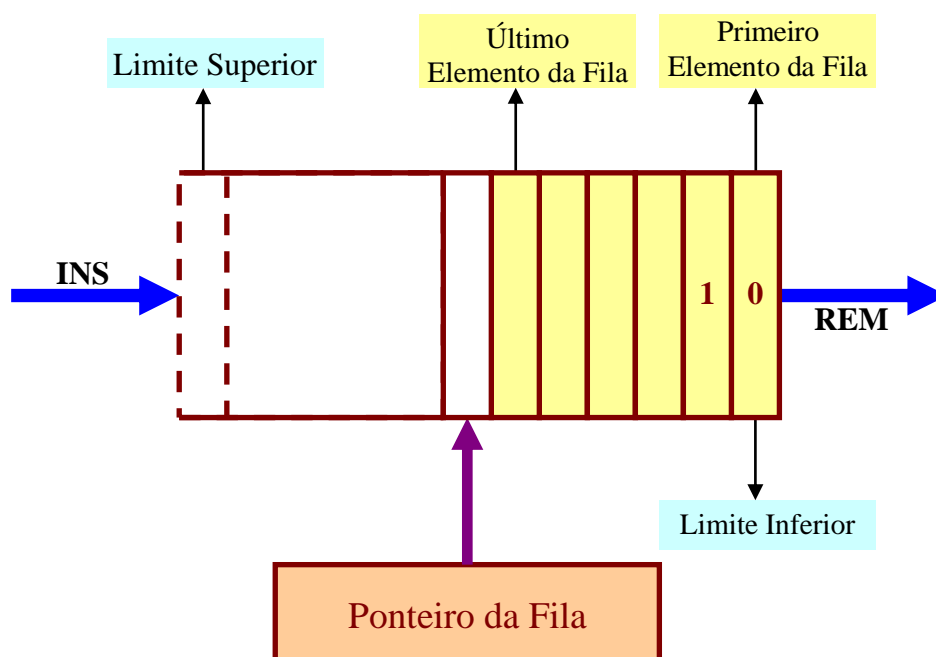 Limite Superior
Último
Elemento da Fila
Primeiro
Elemento da Fila
INS
1
0
REM
Limite Inferior
Ponteiro da Fila